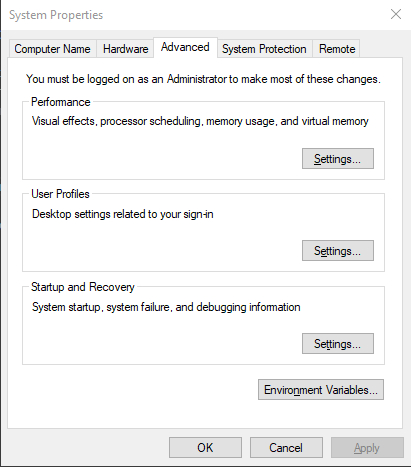 System Properties
Computer Name Hardware Advanced System Protection Remote
You must be logged on as an Administrator to make most of these changes.
Performance
Visual effects, processor scheduling, memory usage, and virtual memory
Settings...
User Profiles
Desktop settings related to your sign-in
Settings...
Startup and Recovery
System startup, system failure, and debugging information
Settings...
Environment Variables...
OK Cancel Apply